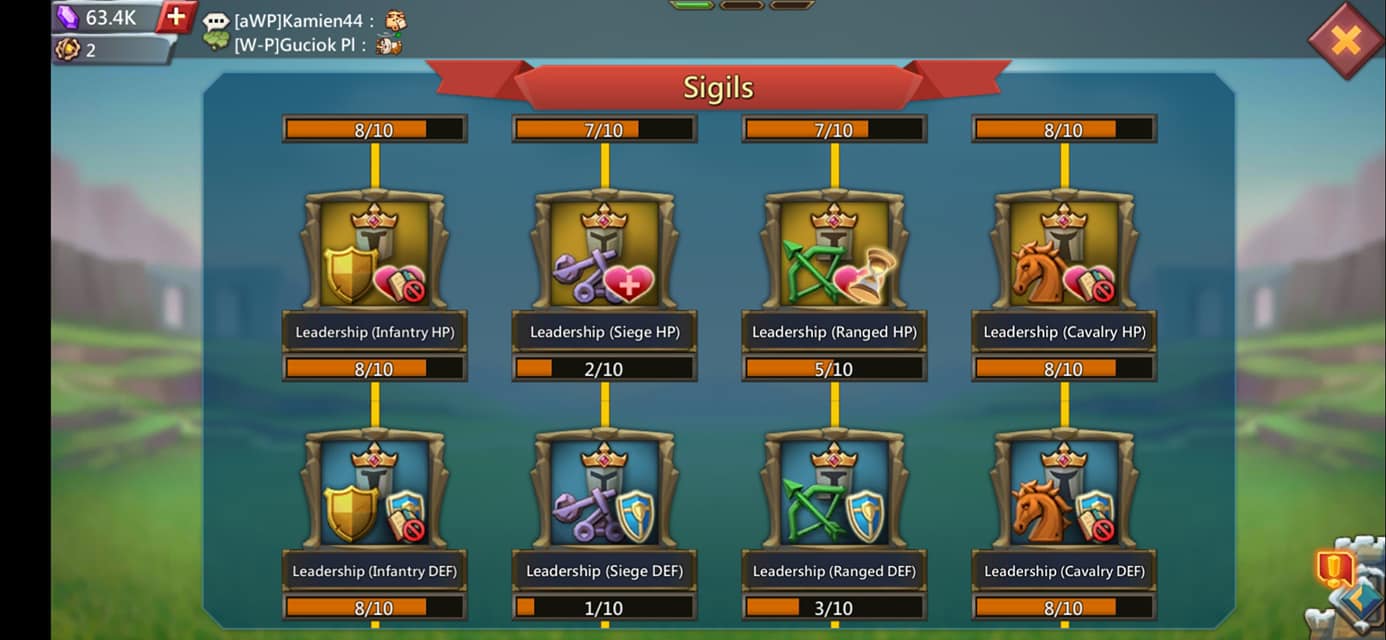 63.4K
[aWP]Kamien44 :
2
[W-P]Guciok Pl :
Sigils
8/10 7/10 7/10 8/10
Leadership (Infantry HP) Leadership (Siege HP) Leadership (Ranged HP) Leadership (Cavalry HP)
8/10 2/10 5/10 8/10
Leadership (Infantry DEF) Leadership (Siege DEF) Leadership (Ranged DEF) Leadership (Cavalry DEF)
8/10 1/10 3/10 8/10